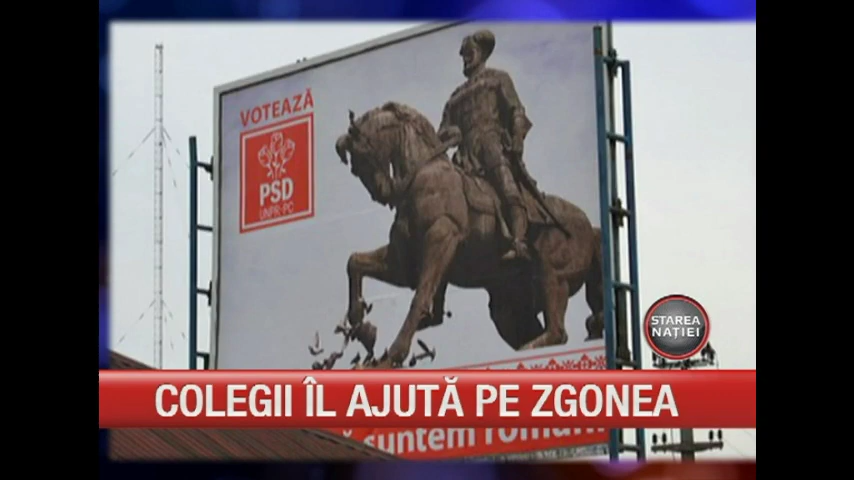 VOTEAZĂ
PSD
UNPR-PC
STAREA
NAȚIEI
COLEGII ÎL AJUTĂ PE ZGONEA
suntem români